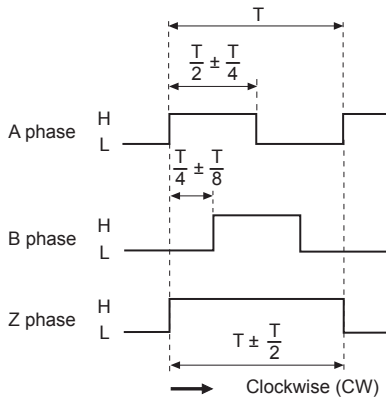 T
T/2 ± T/4
A phase H
L
T/4 ± T/8
B phase H
L
Z phase H
L
T ± T/2
Clockwise (CW)